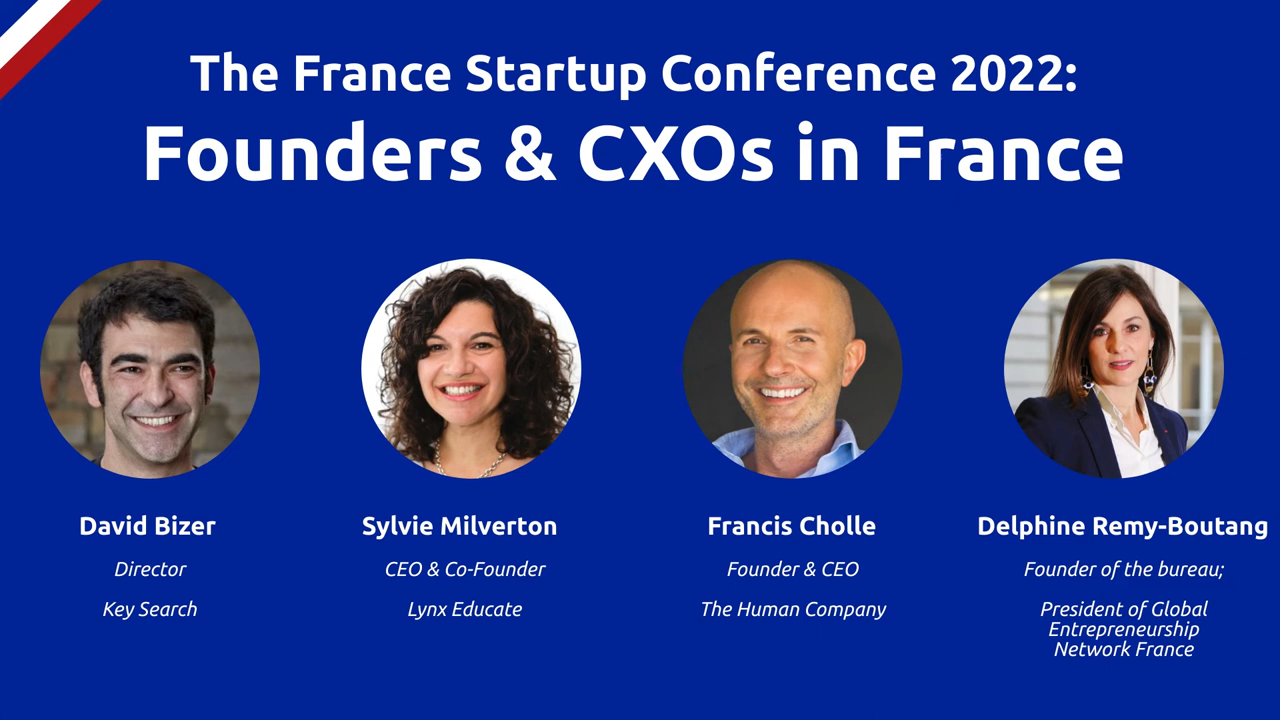 The France Startup Conference 2022:
Founders & CXOs in France
David Bizer
Director
Key Search
Sylvie Milverton
CEO & Co-Founder
Lynx Educate
Francis Cholle
Founder & CEO
The Human Company
Delphine Remy-Boutang
Founder of the bureau;
President of Global
Entrepreneurship
Network France